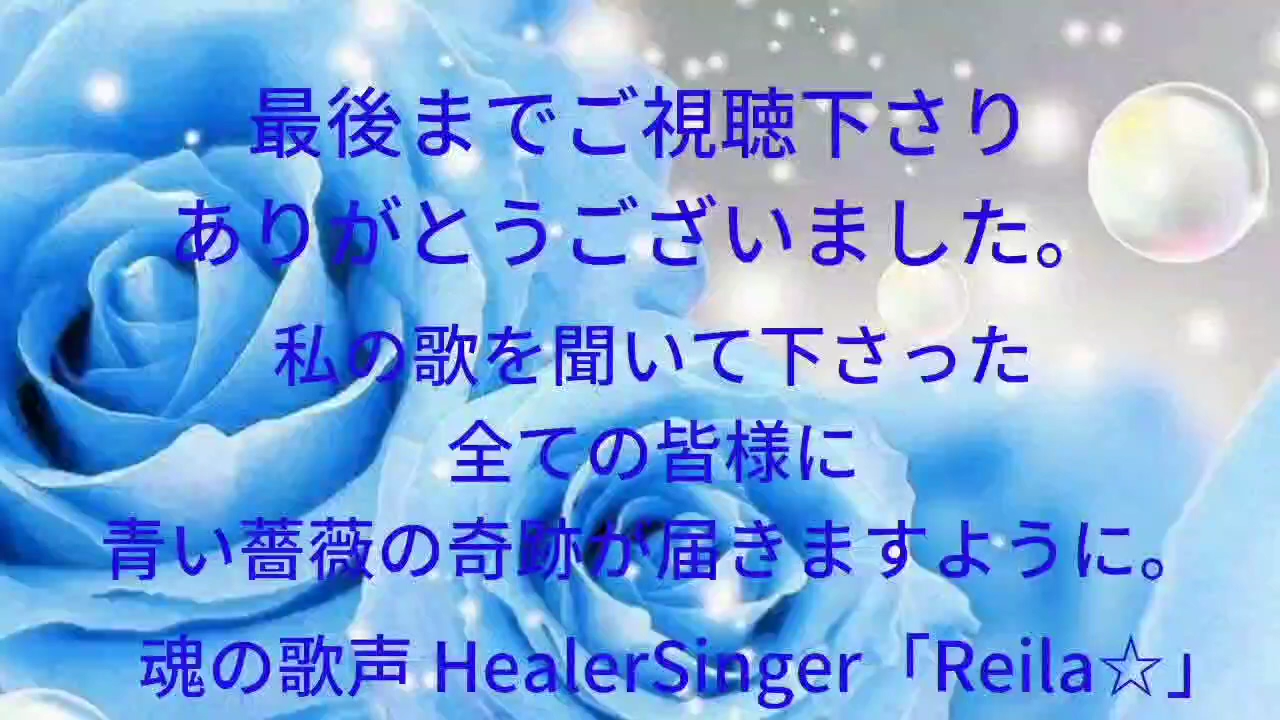 最後までご視聴下さり
ありがとうございました。
私の歌を聞いて下さった
全ての皆様に
青い薔薇の奇跡が届きますように。
魂の歌声 HealerSinger「Reila☆」